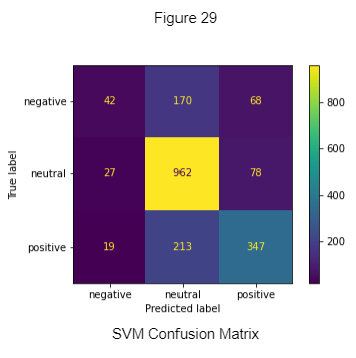 Figure 29
negative 42 170 68
neutral 27 962 78
positive 19 213 347
negative neutral positive
True label
Predicted label
800
600
400
200
SVM Confusion Matrix